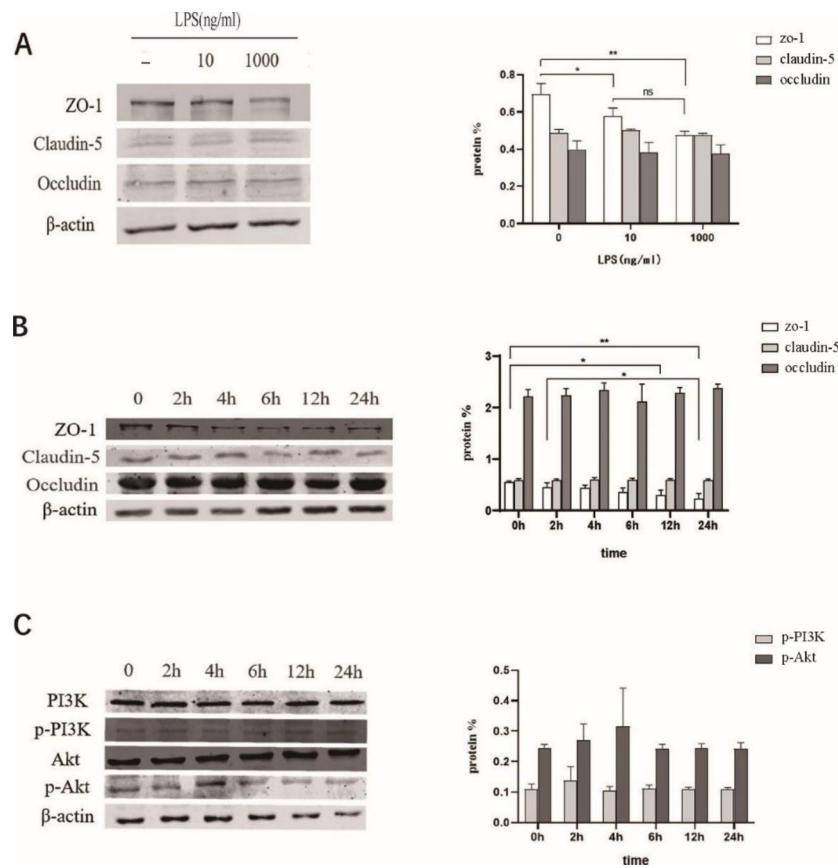 A
LPS(ng/ml)
– 10 1000
ZO-1
Claudin-5
Occludin
β-actin
zo-1
claudin-5
occludin
**
*
ns
protein %
0.8
0.6
0.4
0.2
0.0
0 10 1000
LPS(ng/ml)
B
0 2h 4h 6h 12h 24h
ZO-1
Claudin-5
Occludin
β-actin
zo-1
claudin-5
occludin
**
*
*
protein %
3
2
1
0
0h 2h 4h 6h 12h 24h
time
C
0 2h 4h 6h 12h 24h
PI3K
p-PI3K
Akt
p-Akt
β-actin
p-PI3K
p-Akt
protein %
0.5
0.4
0.3
0.2
0.1
0.0
0h 2h 4h 6h 12h 24h
time